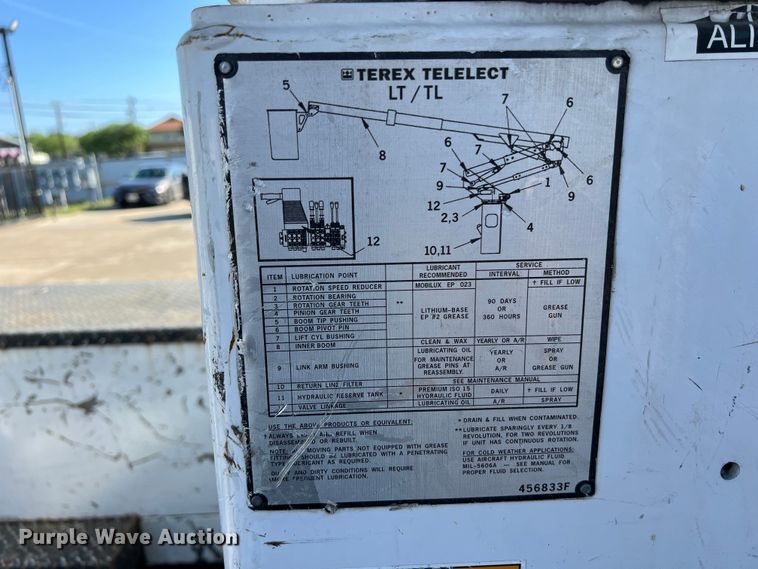 ALI
TEREX TELELECT
LT/TL
5
8
7
6
6
7
7
9
1
6
9
12
2,3
4
12
10,11
ITEM LUBRICATION POINT LUBRICANT RECOMMENDED SERVICE INTERVAL METHOD
1 ROTATION SPEED REDUCER MOBILUX EP 023 † FILL IF LOW
2 ROTATION BEARING
3 ROTATION GEAR TEETH **
4 PINION GEAR TEETH
5 BOOM TIP PUSHING
6 BOOM PIVOT PIN
7 LIFT CYL BUSHING
LITHIUM-BASE EP #2 GREASE 90 DAYS OR 360 HOURS GREASE GUN
8 INNER BOOM CLEAN & WAX YEARLY OR A/R WIPE
9 LINK ARM BUSHING LUBRICATING OIL FOR MAINTENANCE GREASE PINS AT REASSEMBLY. YEARLY OR A/R SPRAY OR GREASE GUN
10 RETURN LINE FILTER SEE MAINTENANCE MANUAL
11 HYDRAULIC RESERVE TANK * PREMIUM ISO 15 HYDRAULIC FLUID DAILY † FILL IF LOW
VALVE LINKAGE LUBRICATING OIL A/R SPRAY
USE THE ABOVE PRODUCTS OR EQUIVALENT:
† ALWAYS REFILL WHEN
DISASSEMBLED OR REBUILT.
NOTE: MOVING PARTS NOT EQUIPPED WITH GREASE
FITTINGS SHOULD BE LUBRICATED WITH A PENETRATING
TYPE LUBRICANT AS REQUIRED.
AND DIRTY CONDITIONS WILL REQUIRE
MORE FREQUENT LUBRICATION.
* DRAIN & FILL WHEN CONTAMINATED.
** LUBRICATE SPARINGLY EVERY 1/8
REVOLUTION, FOR TWO REVOLUTIONS
IF UNIT HAS CONTINUOUS ROTATION.
FOR COLD WEATHER APPLICATIONS:
USE AIRCRAFT HYDRAULIC FLUID
MIL-5606A — SEE MANUAL FOR
PROPER FLUID SELECTION.
456833F
Purple Wave Auction